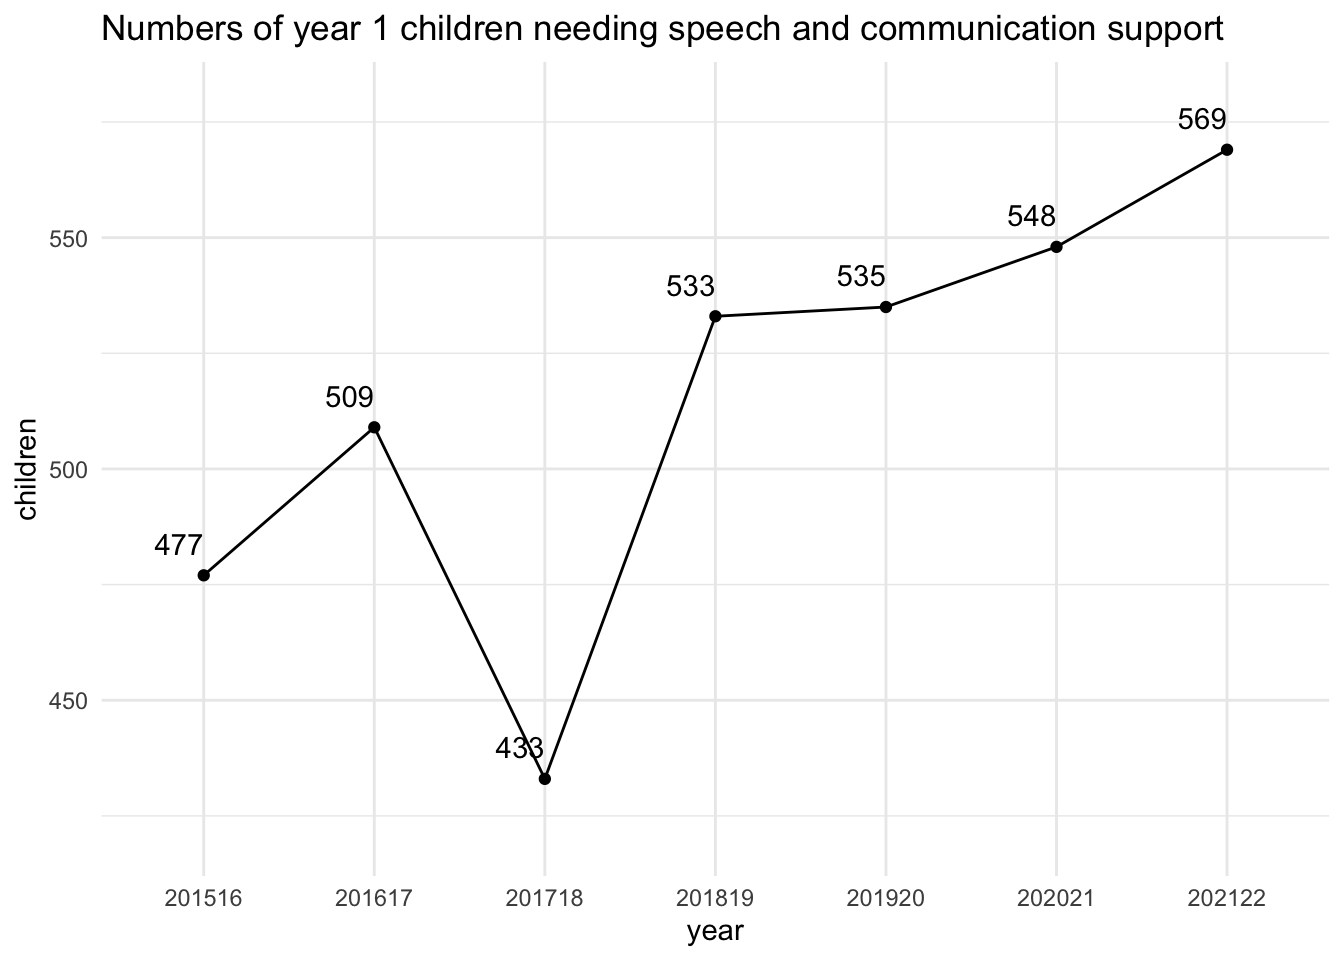 Numbers of year 1 children needing speech and communication support
569
550
548
535
533
509
500
477
450
433
children
201516 201617 201718 201819 201920 202021 202122
year